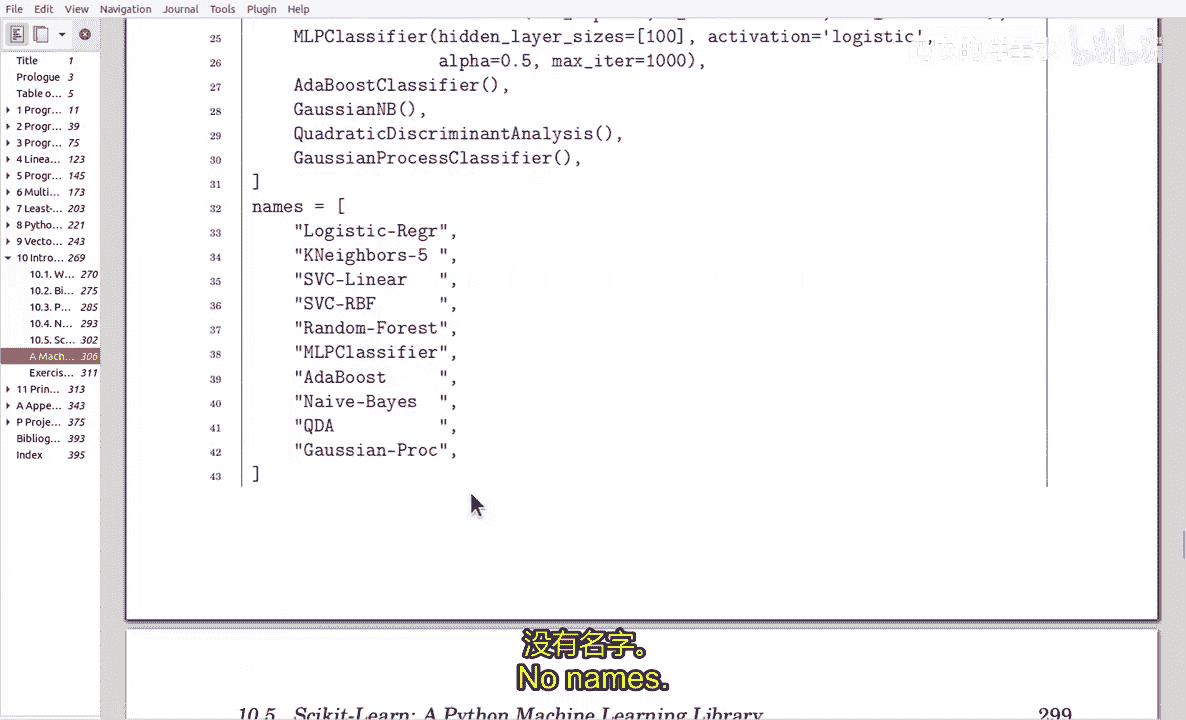 File Edit View Navigation Journal Tools Plugin Help
Title 1
Prologue 3
Table o... 5
1 Progr... 11
2 Progr... 39
3 Progr... 75
4 Linea... 123
5 Progr... 145
6 Multi... 173
7 Least-... 203
8 Pytho... 221
9 Vecto... 243
10 Intro... 269
10.1. W... 270
10.2. Bi... 275
10.3. P... 285
10.4. N... 293
10.5. Sc... 302
A Mach... 306
Exercis... 311
11 Prin... 313
A Appe... 343
P Proje... 375
Bibliog... 393
Index 395
25 MLPClassifier(hidden_layer_sizes=[100], activation='logistic',
26 alpha=0.5, max_iter=1000),
27 AdaBoostClassifier(),
28 GaussianNB(),
29 QuadraticDiscriminantAnalysis(),
30 GaussianProcessClassifier(),
31 ]
32 names = [
33 "Logistic-Regr",
34 "KNeighbors-5 ",
35 "SVC-Linear   ",
36 "SVC-RBF      ",
37 "Random-Forest",
38 "MLPClassifier",
39 "AdaBoost     ",
40 "Naive-Bayes  ",
41 "QDA          ",
42 "Gaussian-Proc",
43 ]
没有名字。
No names.
10.5. Scikit-Learn: A Python Machine Learning Library 299